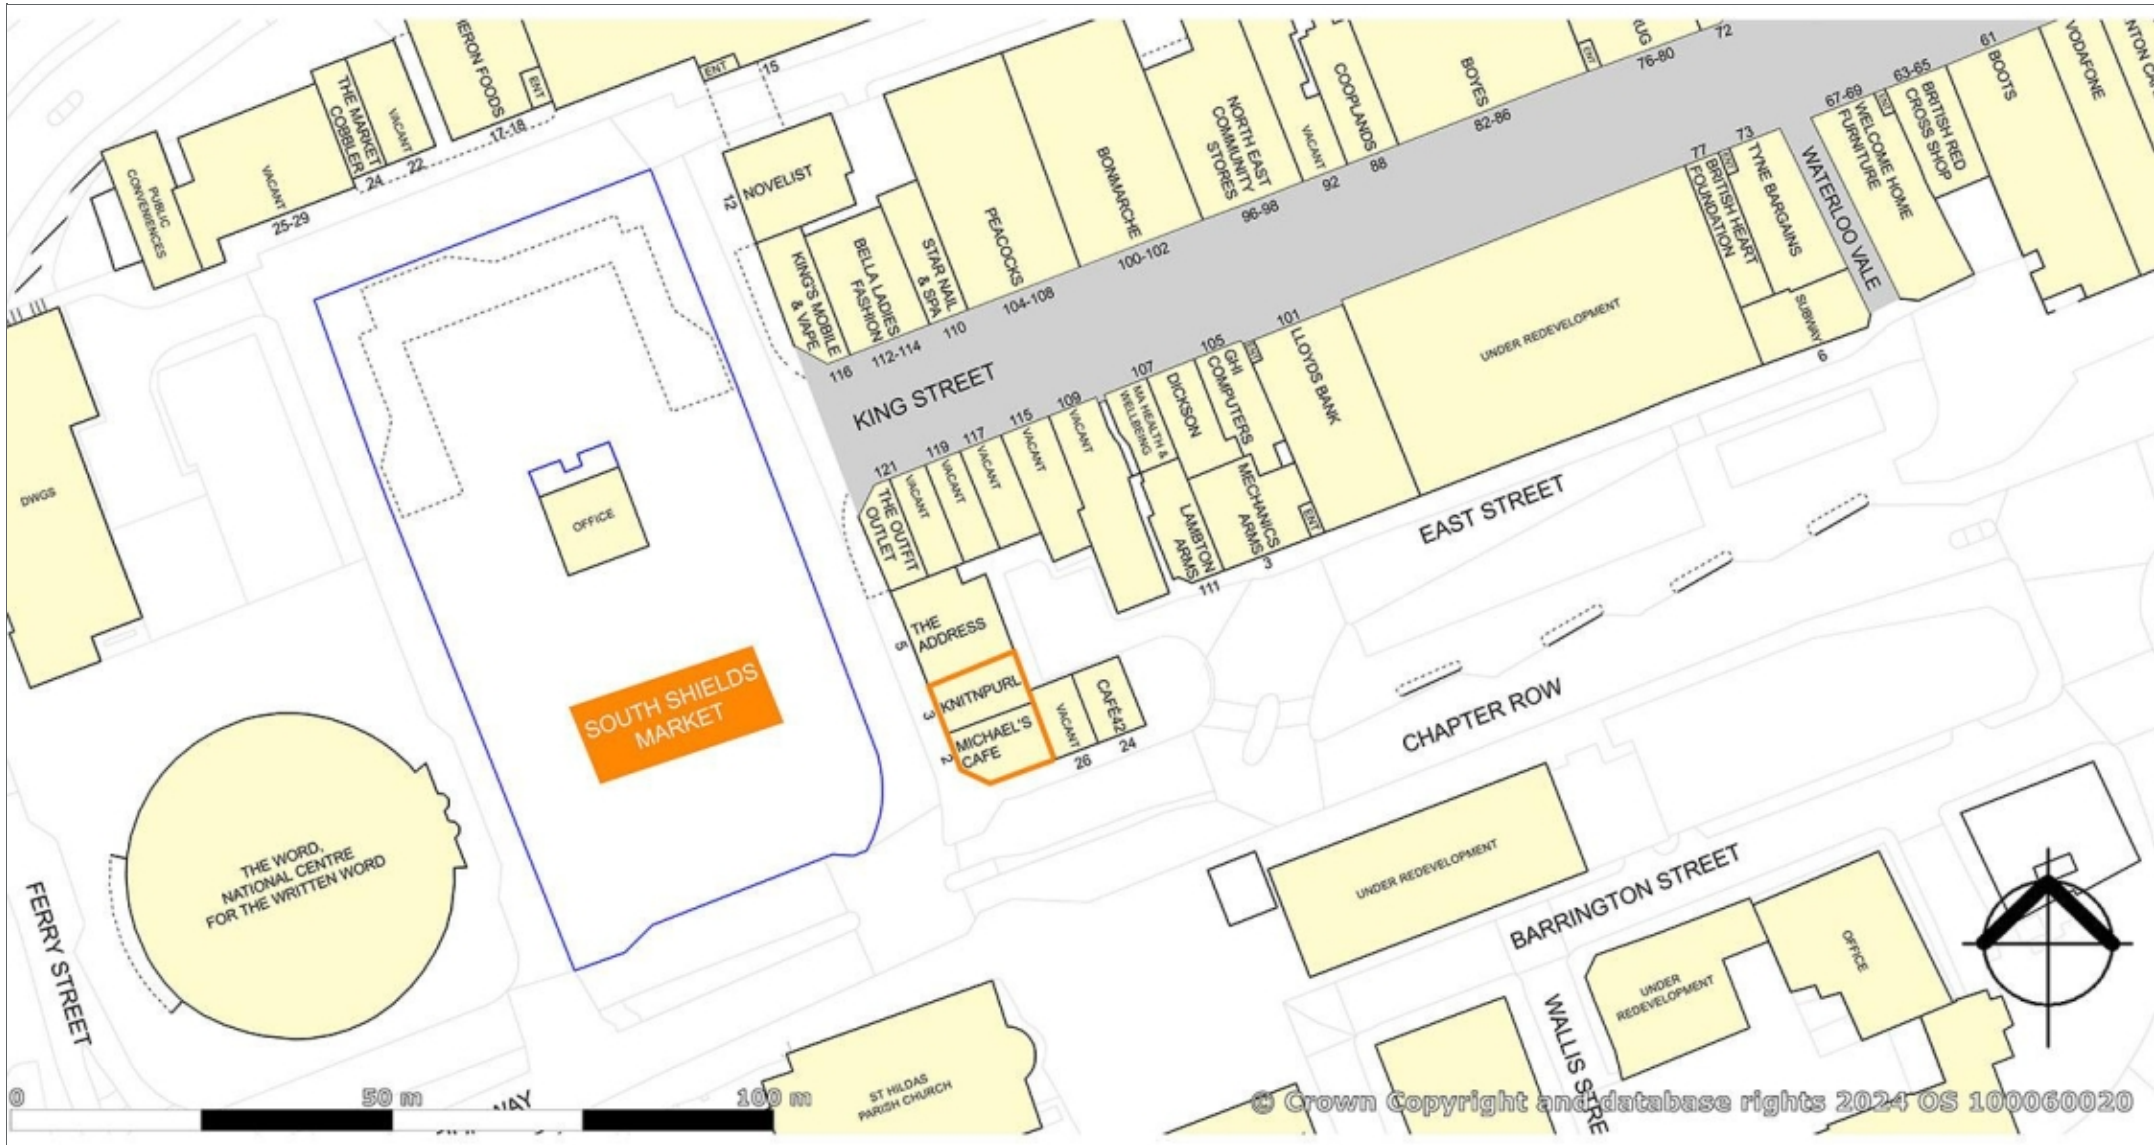 ENT
15
THE MARKET
COBBLER
VACANT
17-18
22
24
PUBLIC
CONVENIENCES
VACANT
25-29
NOVELIST
12
KING'S MOBILE
& VAPE
BELLA LADIES
FASHION
STAR NAIL
& SPA
PEACOCKS
BONMARCHE
NORTH EAST
COMMUNITY
STORES
VACANT
COOPLANDS
BOYES
ENT
116
112-114
110
104-108
100-102
96-98
92
88
82-86
76-80
72
61
63-65
67-69
BOOTS
VODAFONE
BRITISH RED
CROSS SHOP
ENT
WELCOME HOME
FURNITURE
WATERLOO VALE
73
77
TYNE BARGAINS
ENT
BRITISH HEART
FOUNDATION
SUBWAY
6
UNDER REDEVELOPMENT
KING STREET
101
LLOYDS BANK
105
ENT
GHI
COMPUTERS
107
DICKSON
MA HEALTH &
WELLBEING
109
VACANT
115
VACANT
117
VACANT
119
VACANT
121
VACANT
THE OUTFIT
OUTLET
LAMBTON
ARMS
MECHANICS
ARMS
ENT
3
111
EAST STREET
DWGS
OFFICE
THE
ADDRESS
5
KNITNPURL
3
MICHAEL'S
CAFE
2
VACANT
CAFÉ42
26
24
SOUTH SHIELDS
MARKET
CHAPTER ROW
THE WORD,
NATIONAL CENTRE
FOR THE WRITTEN WORD
FERRY STREET
UNDER REDEVELOPMENT
BARRINGTON STREET
UNDER
REDEVELOPMENT
OFFICE
WALLIS STRE
ST HILDAS
PARISH CHURCH
0
50 m
100 m
© Crown Copyright and database rights 2024 OS 100060020